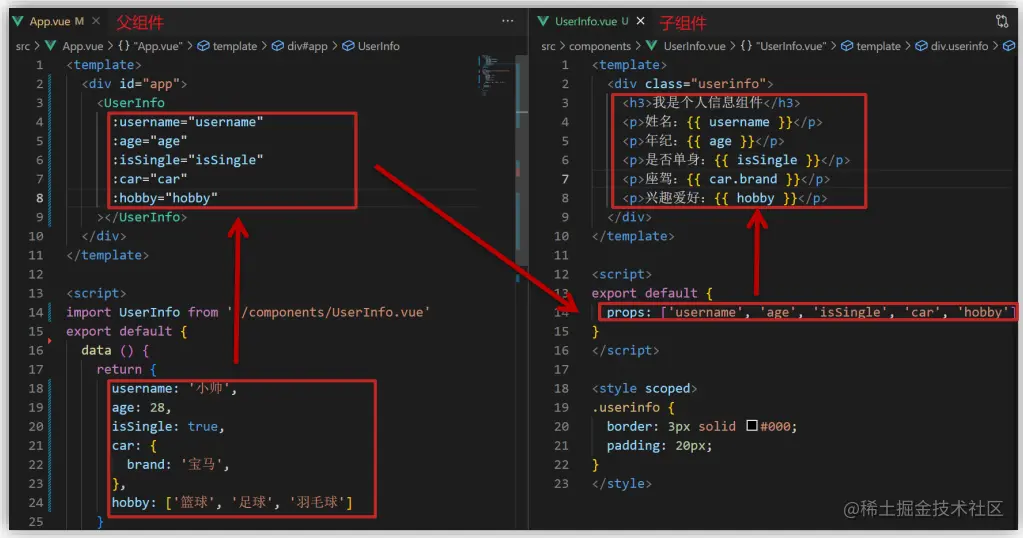 App.vue M
父组件
src > App.vue > {} "App.vue" > template > div#app > UserInfo
1 <template>
2 <div id="app">
3 <UserInfo
4 :username="username"
5 :age="age"
6 :isSingle="isSingle"
7 :car="car"
8 :hobby="hobby"
9 ></UserInfo>
10 </div>
11 </template>
12
13 <script>
14 import UserInfo from './components/UserInfo.vue'
15 export default {
16 data () {
17 return {
18 username: '小帅',
19 age: 28,
20 isSingle: true,
21 car: {
22 brand: '宝马',
23 },
24 hobby: ['篮球', '足球', '羽毛球']
25 }
UserInfo.vue U
子组件
src > components > UserInfo.vue > {} "UserInfo.vue" > template > div.userinfo >
1 <template>
2 <div class="userinfo">
3 <h3>我是个人信息组件</h3>
4 <p>姓名：{{ username }}</p>
5 <p>年纪：{{ age }}</p>
6 <p>是否单身：{{ isSingle }}</p>
7 <p>座驾：{{ car.brand }}</p>
8 <p>兴趣爱好：{{ hobby }}</p>
9 </div>
10 </template>
11
12 <script>
13 export default {
14 props: ['username', 'age', 'isSingle', 'car', 'hobby']
15 }
16 </script>
17
18 <style scoped>
19 .userinfo {
20 border: 3px solid #000;
21 padding: 20px;
22 }
23 </style>
@稀土掘金技术社区